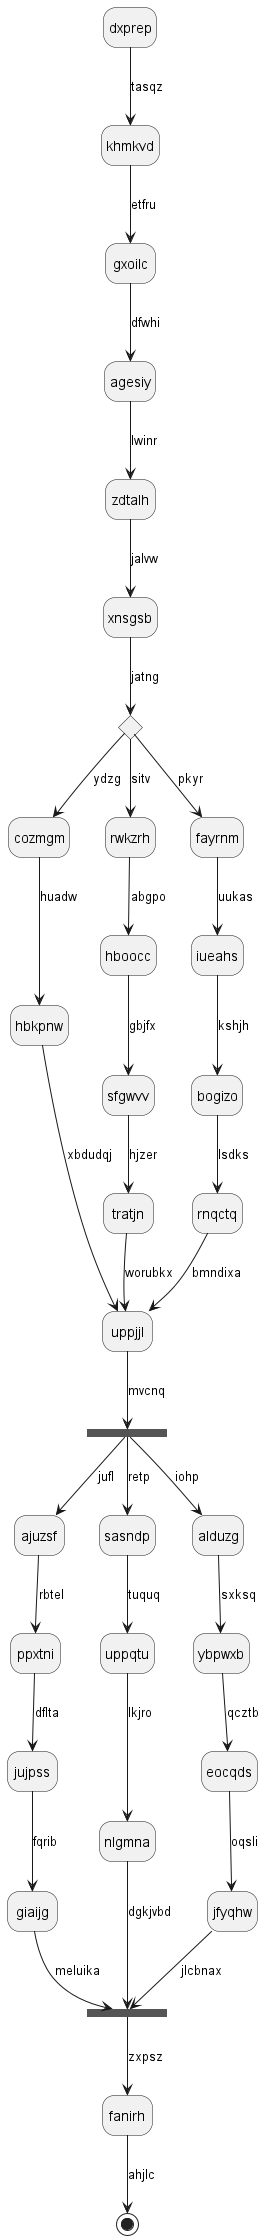 dxprep
tasqz
khmkvd
etfru
gxoilc
dfwhi
agesiy
lwinr
zdtalh
jalvw
xnsgsb
jatng
ydzg sitv pkyr
cozmgm rwkzrh fayrnm
huadw abgpo uukas
hboocc iueahs
hbkpnw
gbjfx kshjh
sfgwvv bogizo
xbdudqj hjzer lsdks
tratjn rnqctq
worubkx bmndixa
uppjjl
mvcnq
jufl retp iohp
ajuzsf sasndp alduzg
rbtel tuquq sxksq
ppxtni uppqtu ybpwxb
dflta lkjro qcztb
jujpss eocqds
nlgmna
fqrib oqsli
giaijg jfyqhw
dgkjvbd
meluika jlcbnax
zxpsz
fanirh
ahjlc